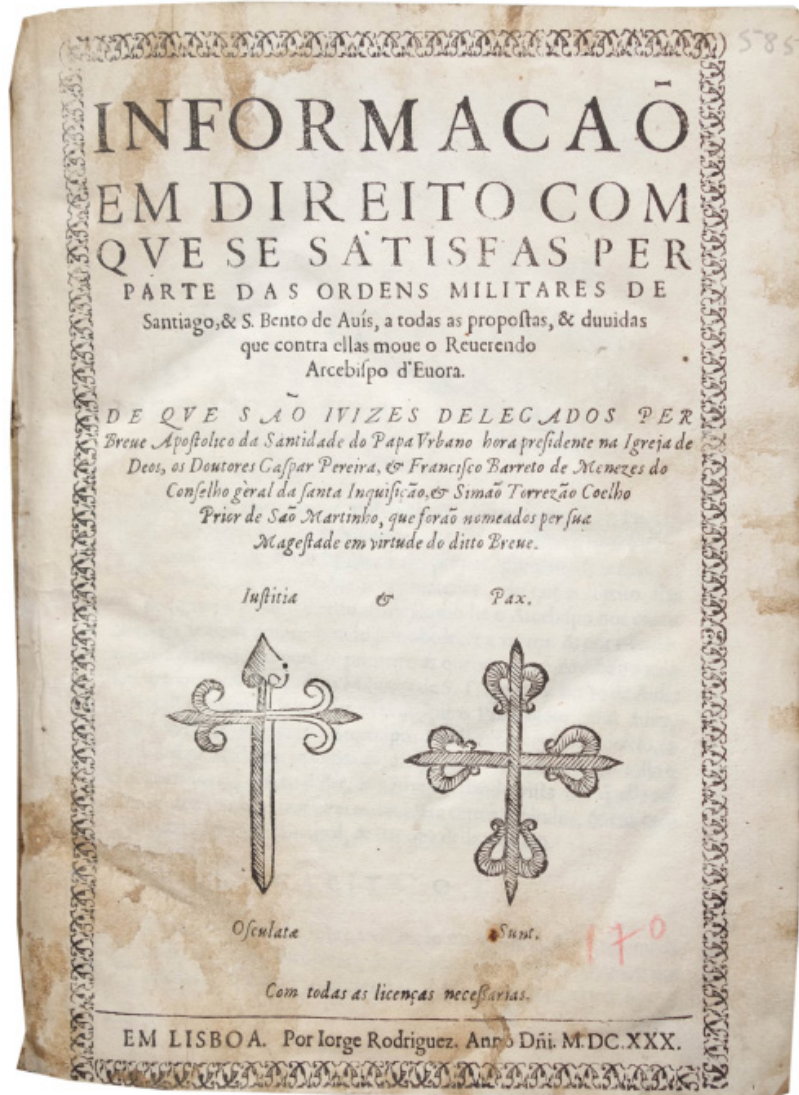 585
INFORMACAÕ
EM DIREITO COM
QVE SE SATISFAS PER
PARTE DAS ORDENS MILITARES DE
Santiago, & S. Bento de Auís, a todas as propoſtas, & duuidas
que contra ellas moue o Reuerendo
Arcebiſpo d'Euora.
DE QVE SÃO IVIZES DELEGADOS PER
Breue Apoſtolico da Santidade do Papa Vrbano hora preſidente na Igreja de
Deos, os Doutores Gaſpar Pereira, & Franciſco Barreto de Menezes do
Conſelho gèral da ſanta Inquiſição, & Simaõ Torrezão Coelho
Prior de Saõ Martinho, que foraõ nomeados per ſua
Mageſtade em virtude do ditto Breue.
Iuſtitia & Pax.
Oſculatæ Sunt.
170
Com todas as licenças neceſſarias.
EM LISBOA. Por Iorge Rodriguez. Anno Dñi. M.DC.XXX.